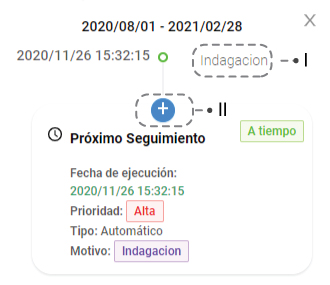 2020/08/01 - 2021/02/28 X
2020/11/26 15:32:15 Indagacion I
+ II
Próximo Seguimiento A tiempo
Fecha de ejecución:
2020/11/26 15:32:15
Prioridad: Alta
Tipo: Automático
Motivo: Indagacion